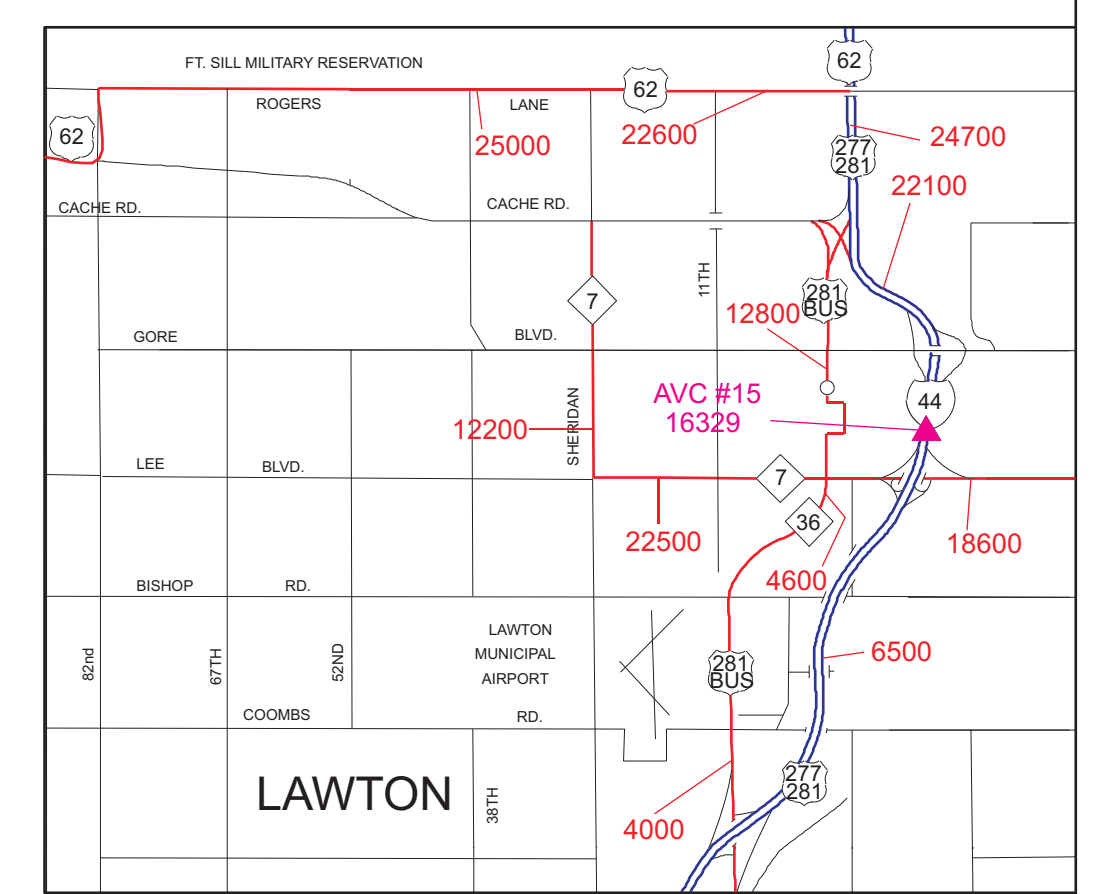 62
FT. SILL MILITARY RESERVATION
62
ROGERS
LANE
62
22600
25000
24700
277
281
22100
CACHE RD.
CACHE RD.
11TH
281
BUS
7
12800
GORE
BLVD.
AVC #15
16329
44
SHERIDAN
12200
LEE
BLVD.
7
36
22500
18600
4600
BISHOP
RD.
LAWTON
MUNICIPAL
AIRPORT
82nd
67TH
52ND
281
BUS
6500
COOMBS
RD.
277
281
LAWTON
38TH
4000